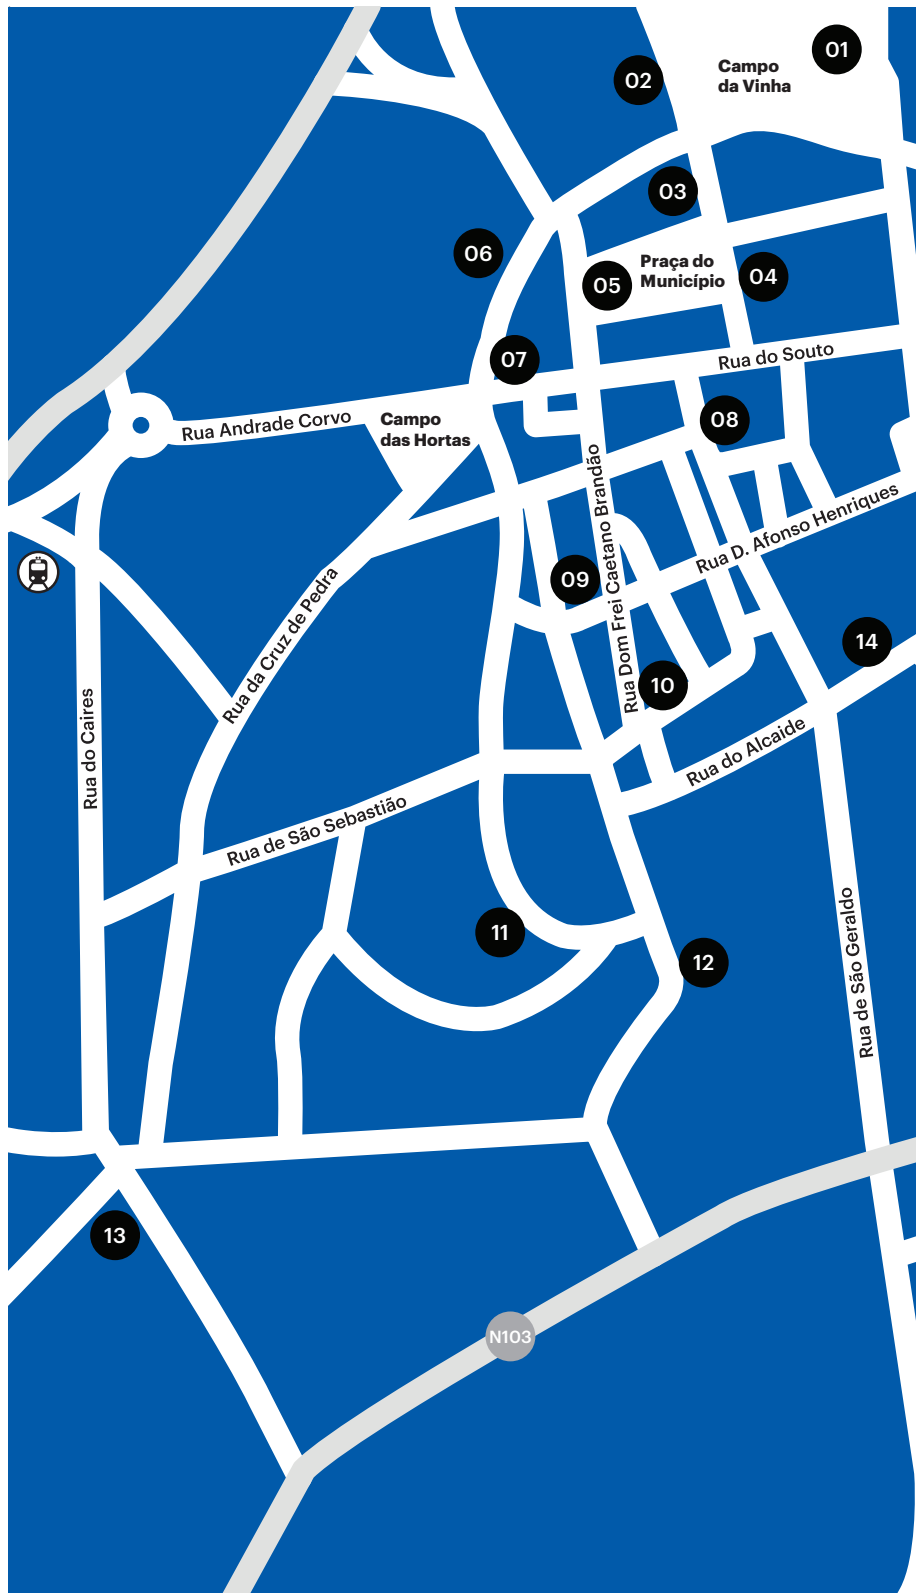 01
Campo
da Vinha
02
03
06
Praça do
Município
04
05
07
Rua do Souto
Campo
das Hortas
Rua Andrade Corvo
08
Rua Dom Frei Caetano Brandão
Rua D. Afonso Henriques
09
Rua da Cruz de Pedra
14
10
Rua do Caires
Rua do Alcaide
Rua de São Sebastião
11
12
Rua de São Geraldo
13
N103